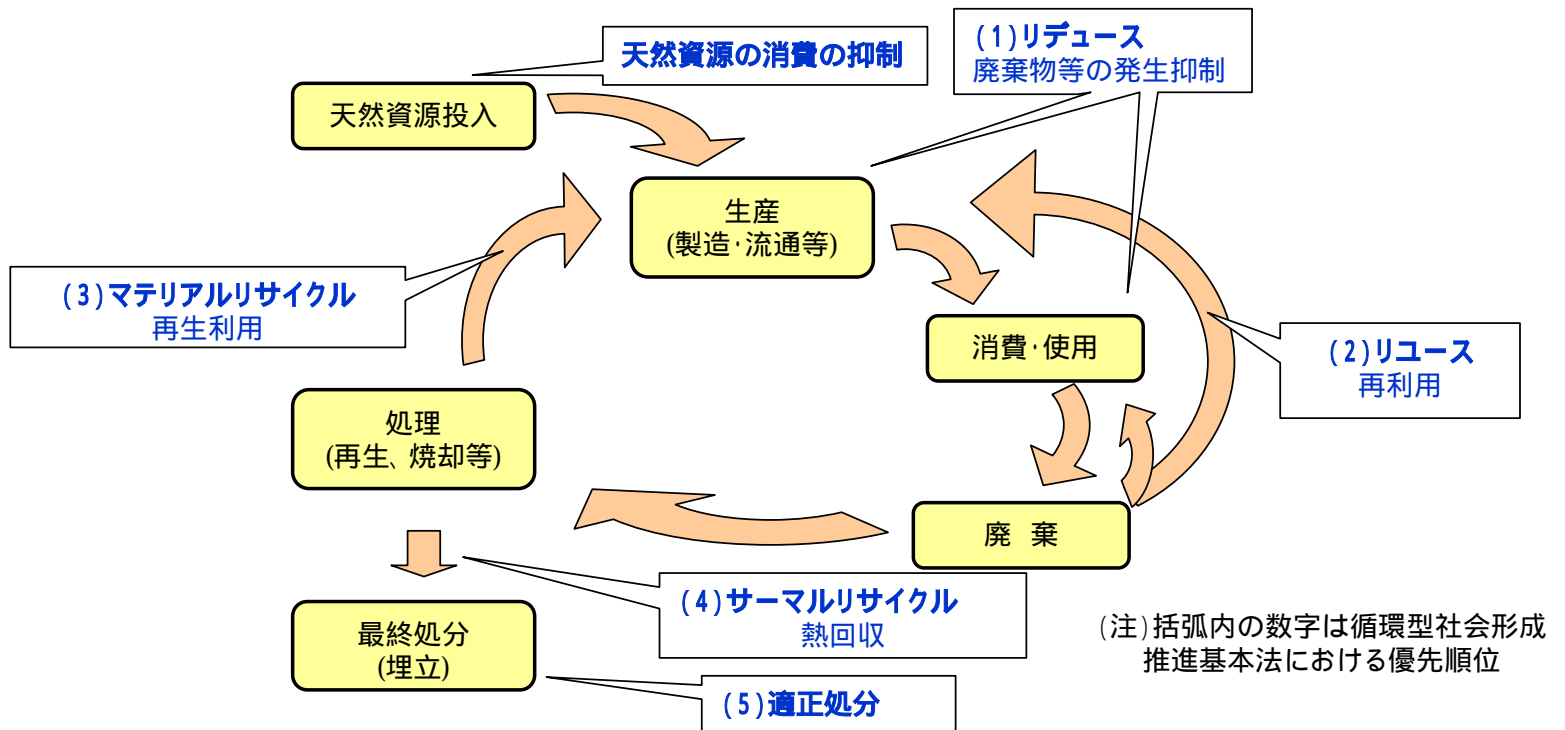 天然資源の消費の抑制
(1)リデュース
廃棄物等の発生抑制
天然資源投入
生産
(製造・流通等)
(3)マテリアルリサイクル
再生利用
消費・使用
(2)リユース
再利用
処理
(再生、焼却等)
廃 棄
(4)サーマルリサイクル
熱回収
最終処分
(埋立)
(注)括弧内の数字は循環型社会形成
推進基本法における優先順位
(5)適正処分